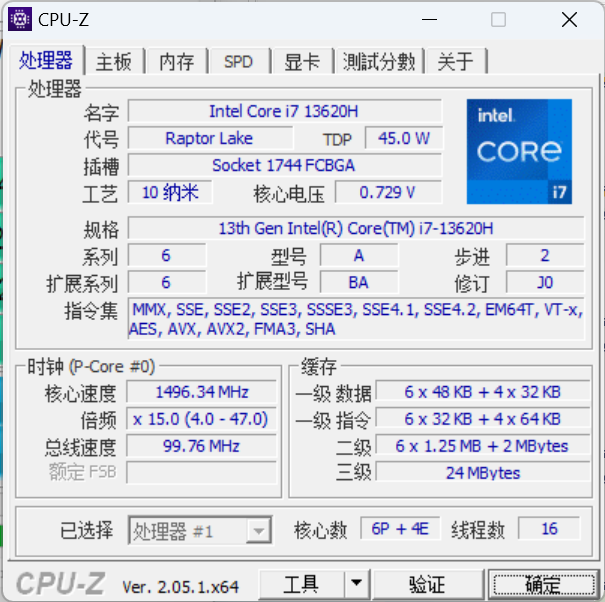 CPU-Z
处理器 主板 内存 SPD 显卡 測試分數 关于
处理器
名字 Intel Core i7 13620H
代号 Raptor Lake TDP 45.0 W
插槽 Socket 1744 FCBGA
工艺 10 纳米 核心电压 0.729 V
intel.
CORE
i7
规格 13th Gen Intel(R) Core(TM) i7-13620H
系列 6 型号 A 步进 2
扩展系列 6 扩展型号 BA 修订 J0
指令集 MMX, SSE, SSE2, SSE3, SSSE3, SSE4.1, SSE4.2, EM64T, VT-x,
AES, AVX, AVX2, FMA3, SHA
时钟 (P-Core #0)
核心速度 1496.34 MHz
倍频 x 15.0 (4.0 - 47.0)
总线速度 99.76 MHz
额定 FSB
缓存
一级 数据 6 x 48 KB + 4 x 32 KB
一级 指令 6 x 32 KB + 4 x 64 KB
二级 6 x 1.25 MB + 2 MBytes
三级 24 MBytes
已选择 处理器 #1 核心数 6P + 4E 线程数 16
CPU-Z Ver. 2.05.1.x64 工具 验证 确定